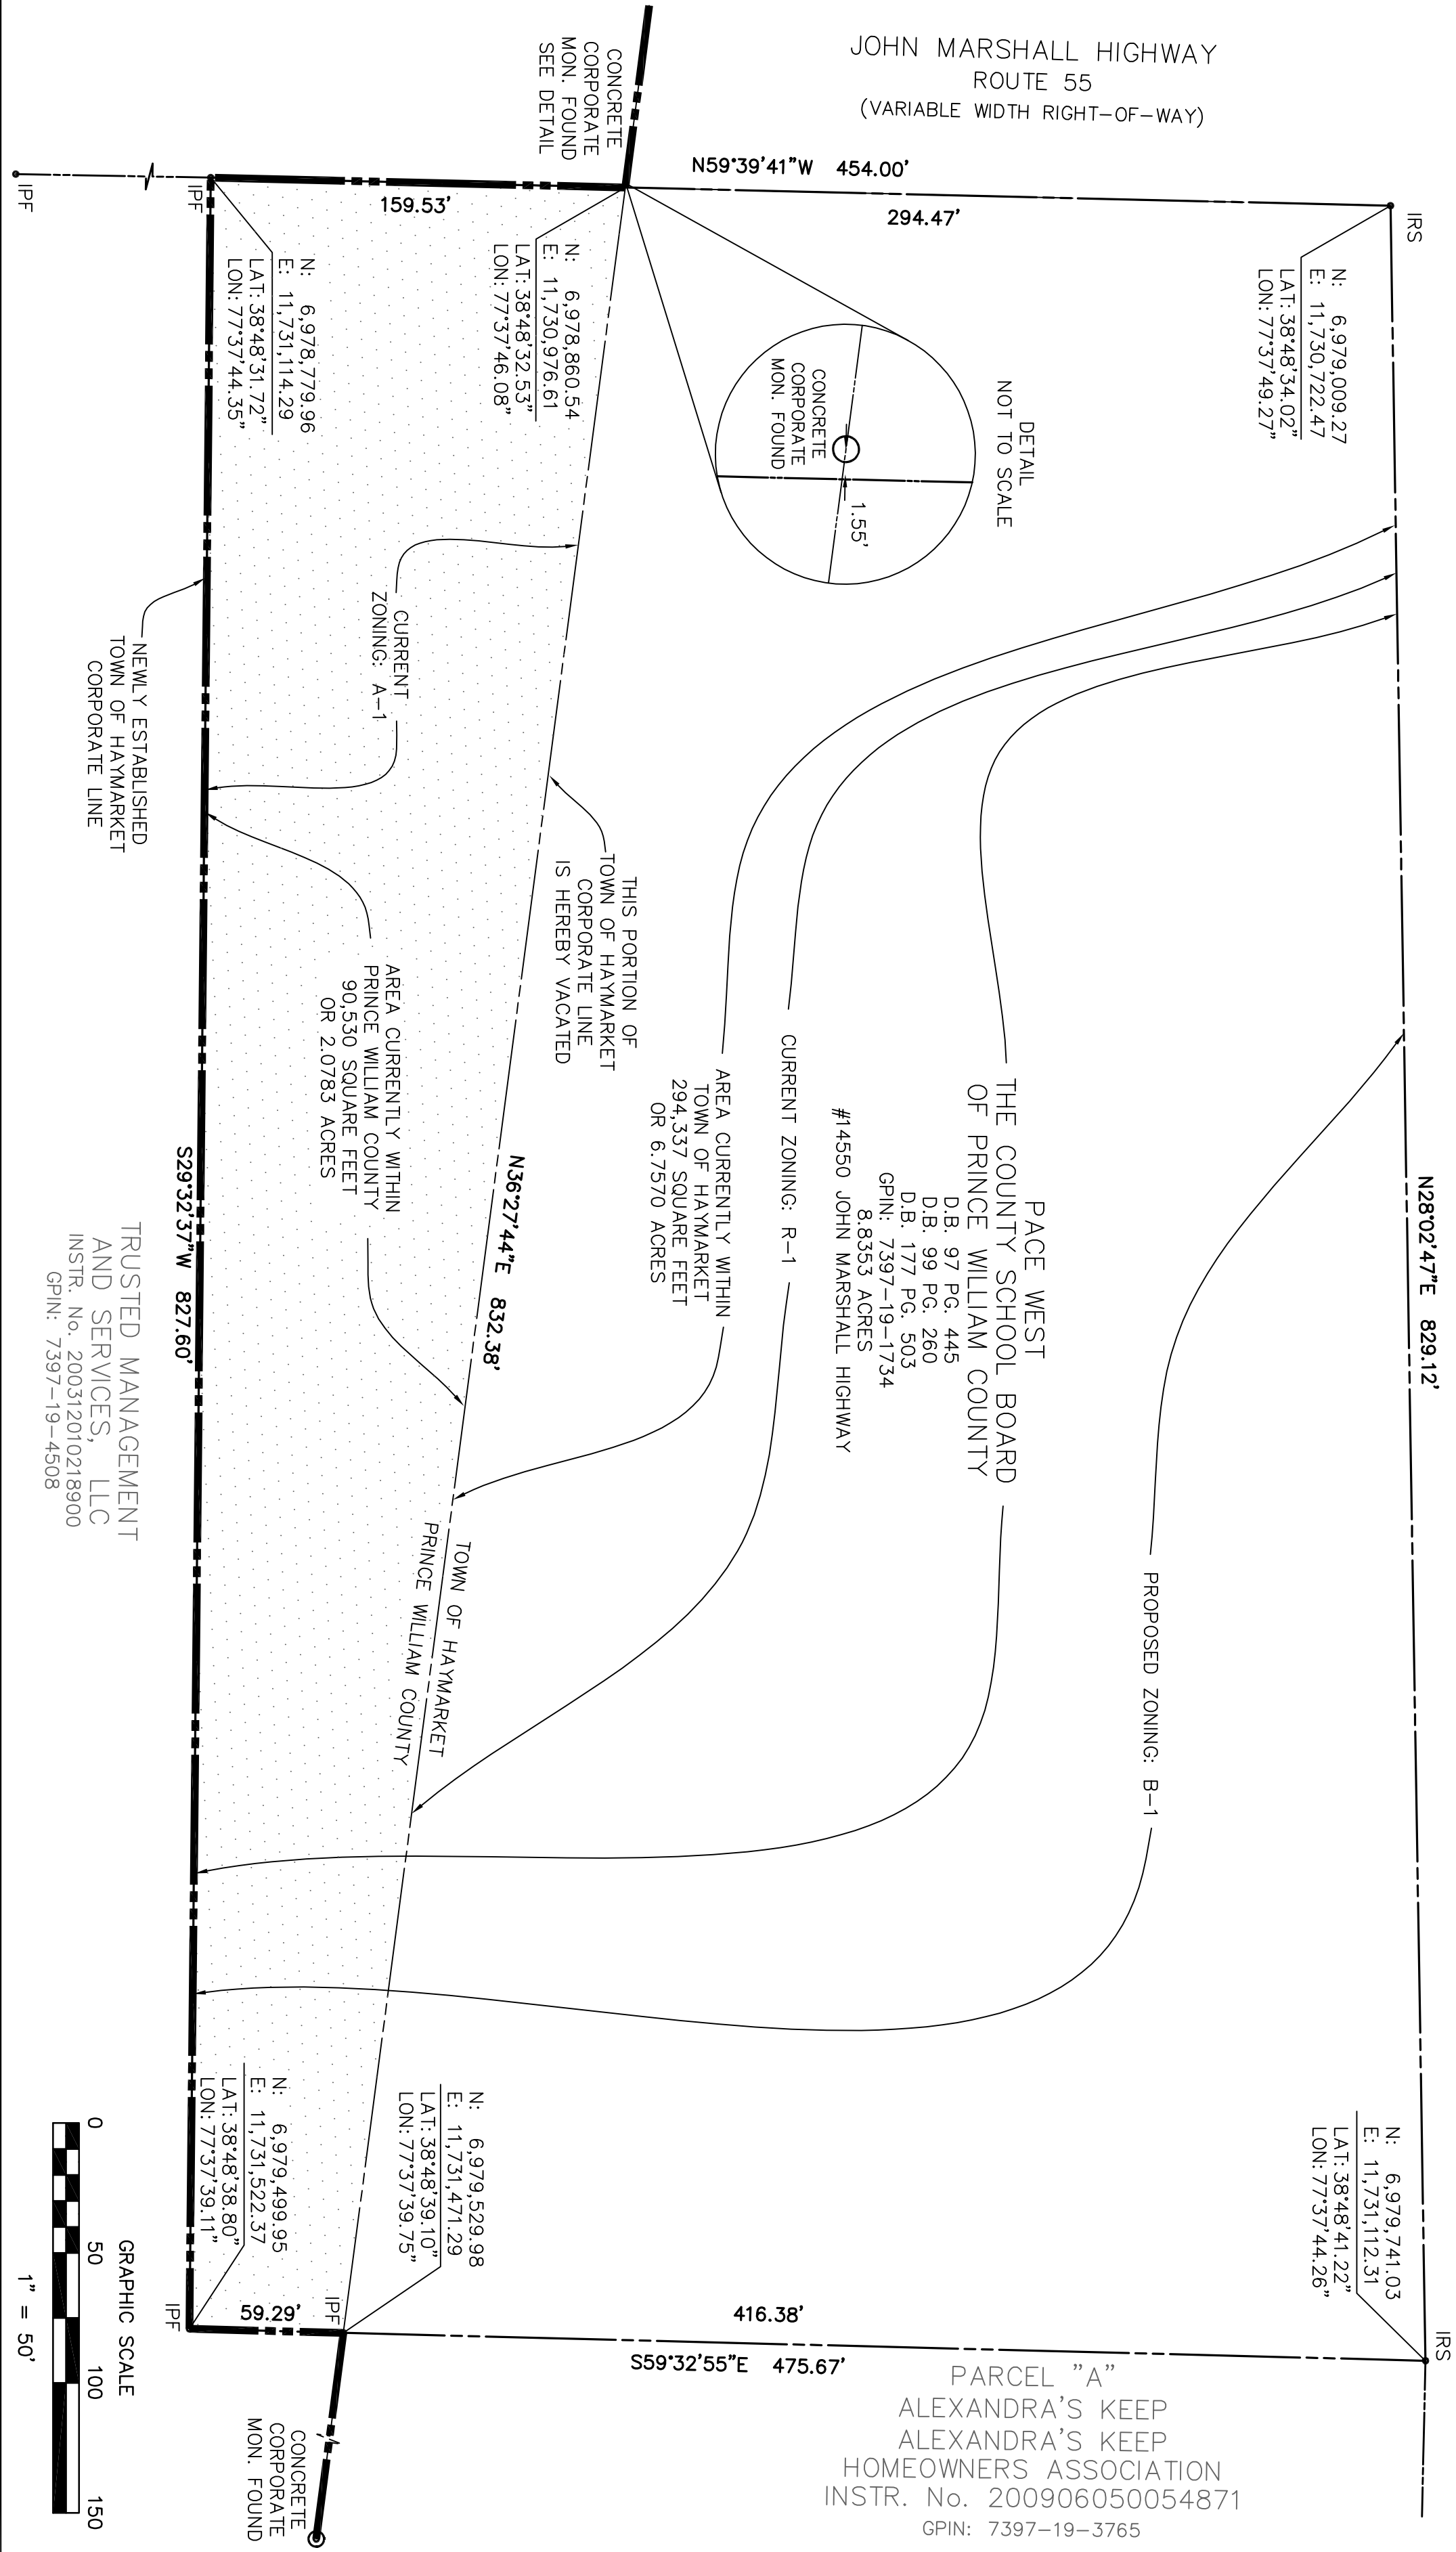 JOHN MARSHALL HIGHWAY
ROUTE 55
(VARIABLE WIDTH RIGHT-OF-WAY)
CONCRETE
CORPORATE
MON. FOUND
SEE DETAIL
N59°39'41"W 454.00'
294.47'
159.53'
IPF
IPF
IRS
N: 6,979,009.27
E: 11,730,722.47
LAT: 38°48'34.02"
LON: 77°37'49.27"
N: 6,978,860.54
E: 11,730,976.61
LAT: 38°48'32.53"
LON: 77°37'46.08"
N: 6,978,779.96
E: 11,731,114.29
LAT: 38°48'31.72"
LON: 77°37'44.35"
DETAIL
NOT TO SCALE
CONCRETE
CORPORATE
MON. FOUND
1.55'
CURRENT
ZONING: A-1
NEWLY ESTABLISHED
TOWN OF HAYMARKET
CORPORATE LINE
THIS PORTION OF
TOWN OF HAYMARKET
CORPORATE LINE
IS HEREBY VACATED
AREA CURRENTLY WITHIN
PRINCE WILLIAM COUNTY
90,530 SQUARE FEET
OR 2.0783 ACRES
N28°02'47"E 829.12'
PACE WEST
THE COUNTY SCHOOL BOARD
OF PRINCE WILLIAM COUNTY
D.B. 97 PG. 445
D.B. 99 PG. 260
D.B. 177 PG. 503
GPIN: 7397-19-1734
8.8353 ACRES
#14550 JOHN MARSHALL HIGHWAY
CURRENT ZONING: R-1
AREA CURRENTLY WITHIN
TOWN OF HAYMARKET
294,337 SQUARE FEET
OR 6.7570 ACRES
N36°27'44"E 832.38'
S29°32'37"W 827.60'
TRUSTED MANAGEMENT
AND SERVICES, LLC
INSTR. No. 200312010218900
GPIN: 7397-19-4508
PROPOSED ZONING: B-1
TOWN OF HAYMARKET
PRINCE WILLIAM COUNTY
N: 6,979,741.03
E: 11,731,112.31
LAT: 38°48'41.22"
LON: 77°37'44.26"
N: 6,979,529.98
E: 11,731,471.29
LAT: 38°48'39.10"
LON: 77°37'39.75"
N: 6,979,499.95
E: 11,731,522.37
LAT: 38°48'38.80"
LON: 77°37'39.11"
IRS
IPF
IPF
59.29'
416.38'
S59°32'55"E 475.67'
PARCEL "A"
ALEXANDRA'S KEEP
ALEXANDRA'S KEEP
HOMEOWNERS ASSOCIATION
INSTR. No. 200906050054871
GPIN: 7397-19-3765
CONCRETE
CORPORATE
MON. FOUND
GRAPHIC SCALE
0 50 100 150
1" = 50'